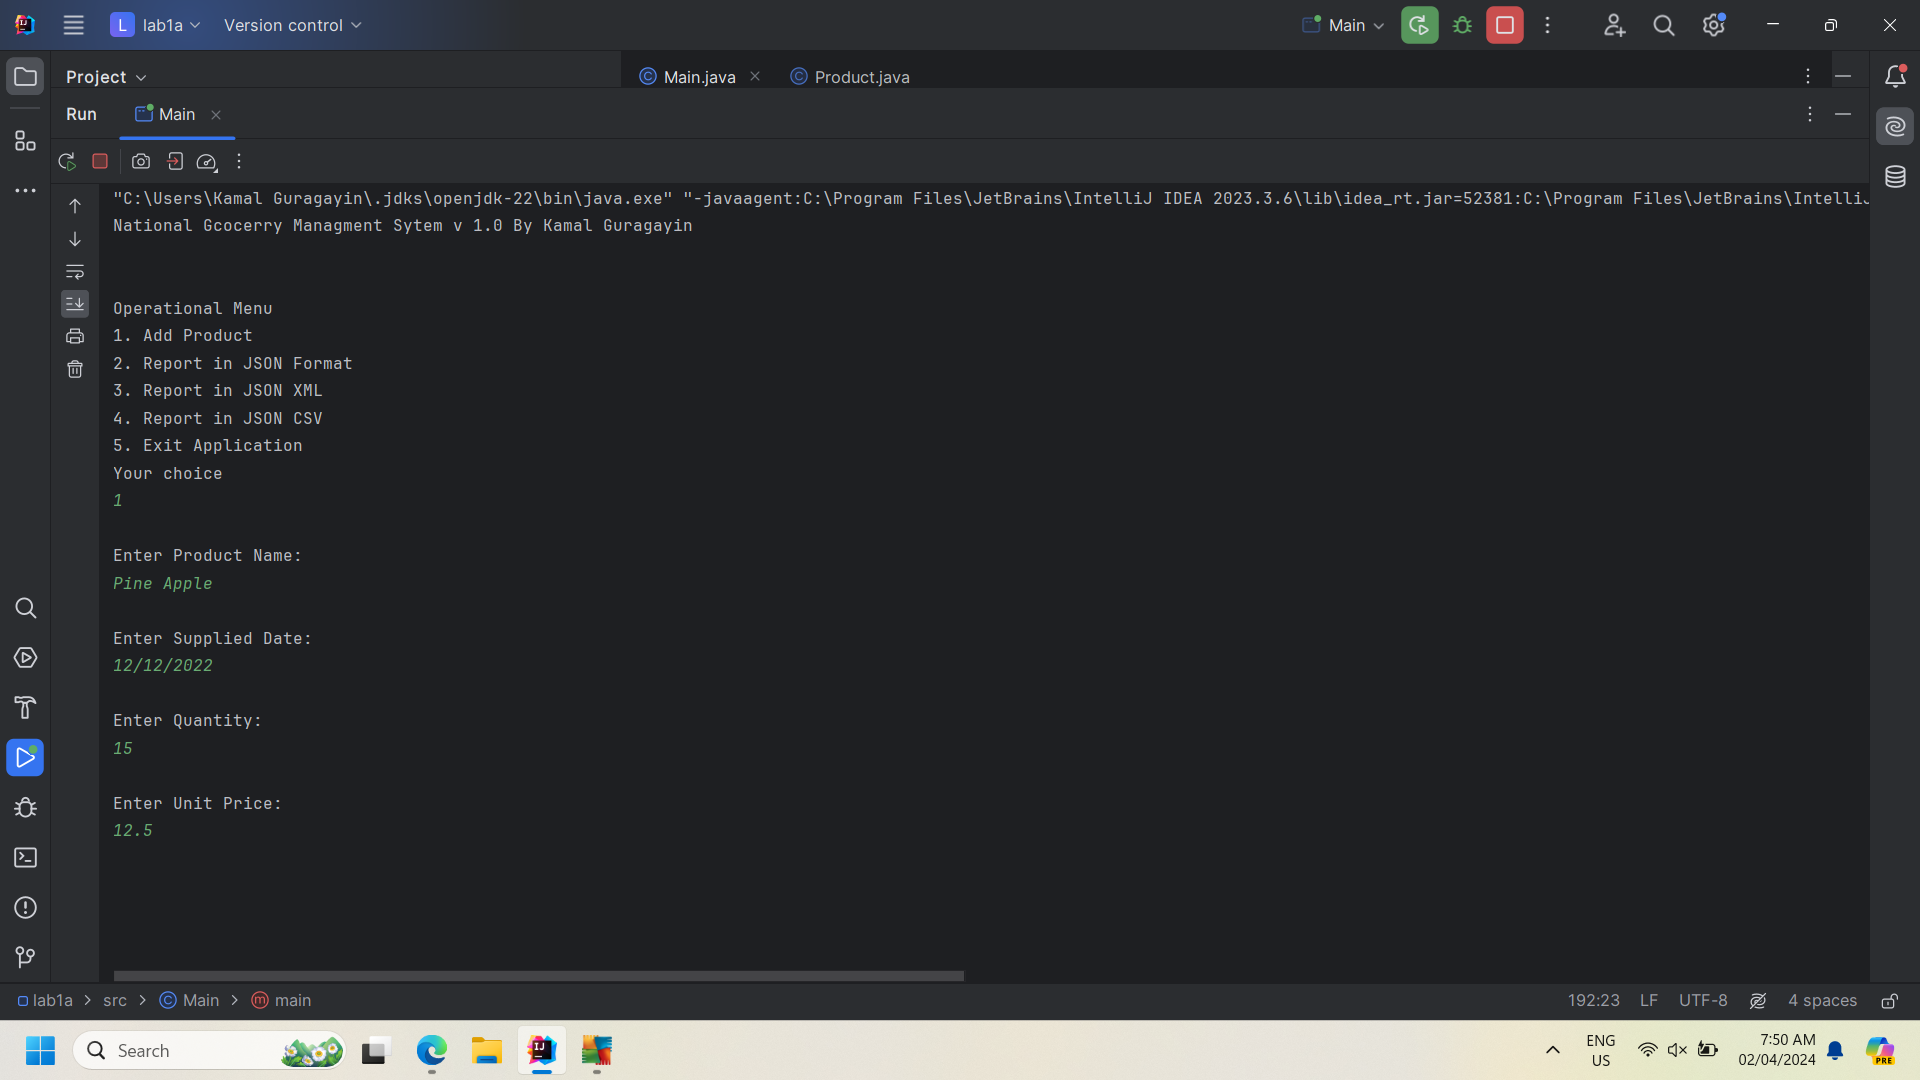 L lab1a Version control Main
Project Main.java Product.java
Run Main
"C:\Users\Kamal Guragayin\.jdks\openjdk-22\bin\java.exe" "-javaagent:C:\Program Files\JetBrains\IntelliJ IDEA 2023.3.6\lib\idea_rt.jar=52381:C:\Program Files\JetBrains\IntelliJ
National Gcocerry Managment Sytem v 1.0 By Kamal Guragayin
Operational Menu
1. Add Product
2. Report in JSON Format
3. Report in JSON XML
4. Report in JSON CSV
5. Exit Application
Your choice
1
Enter Product Name:
Pine Apple
Enter Supplied Date:
12/12/2022
Enter Quantity:
15
Enter Unit Price:
12.5
lab1a > src > Main > main 192:23 LF UTF-8 4 spaces
Search ENG 7:50 AM
US 02/04/2024 PRE